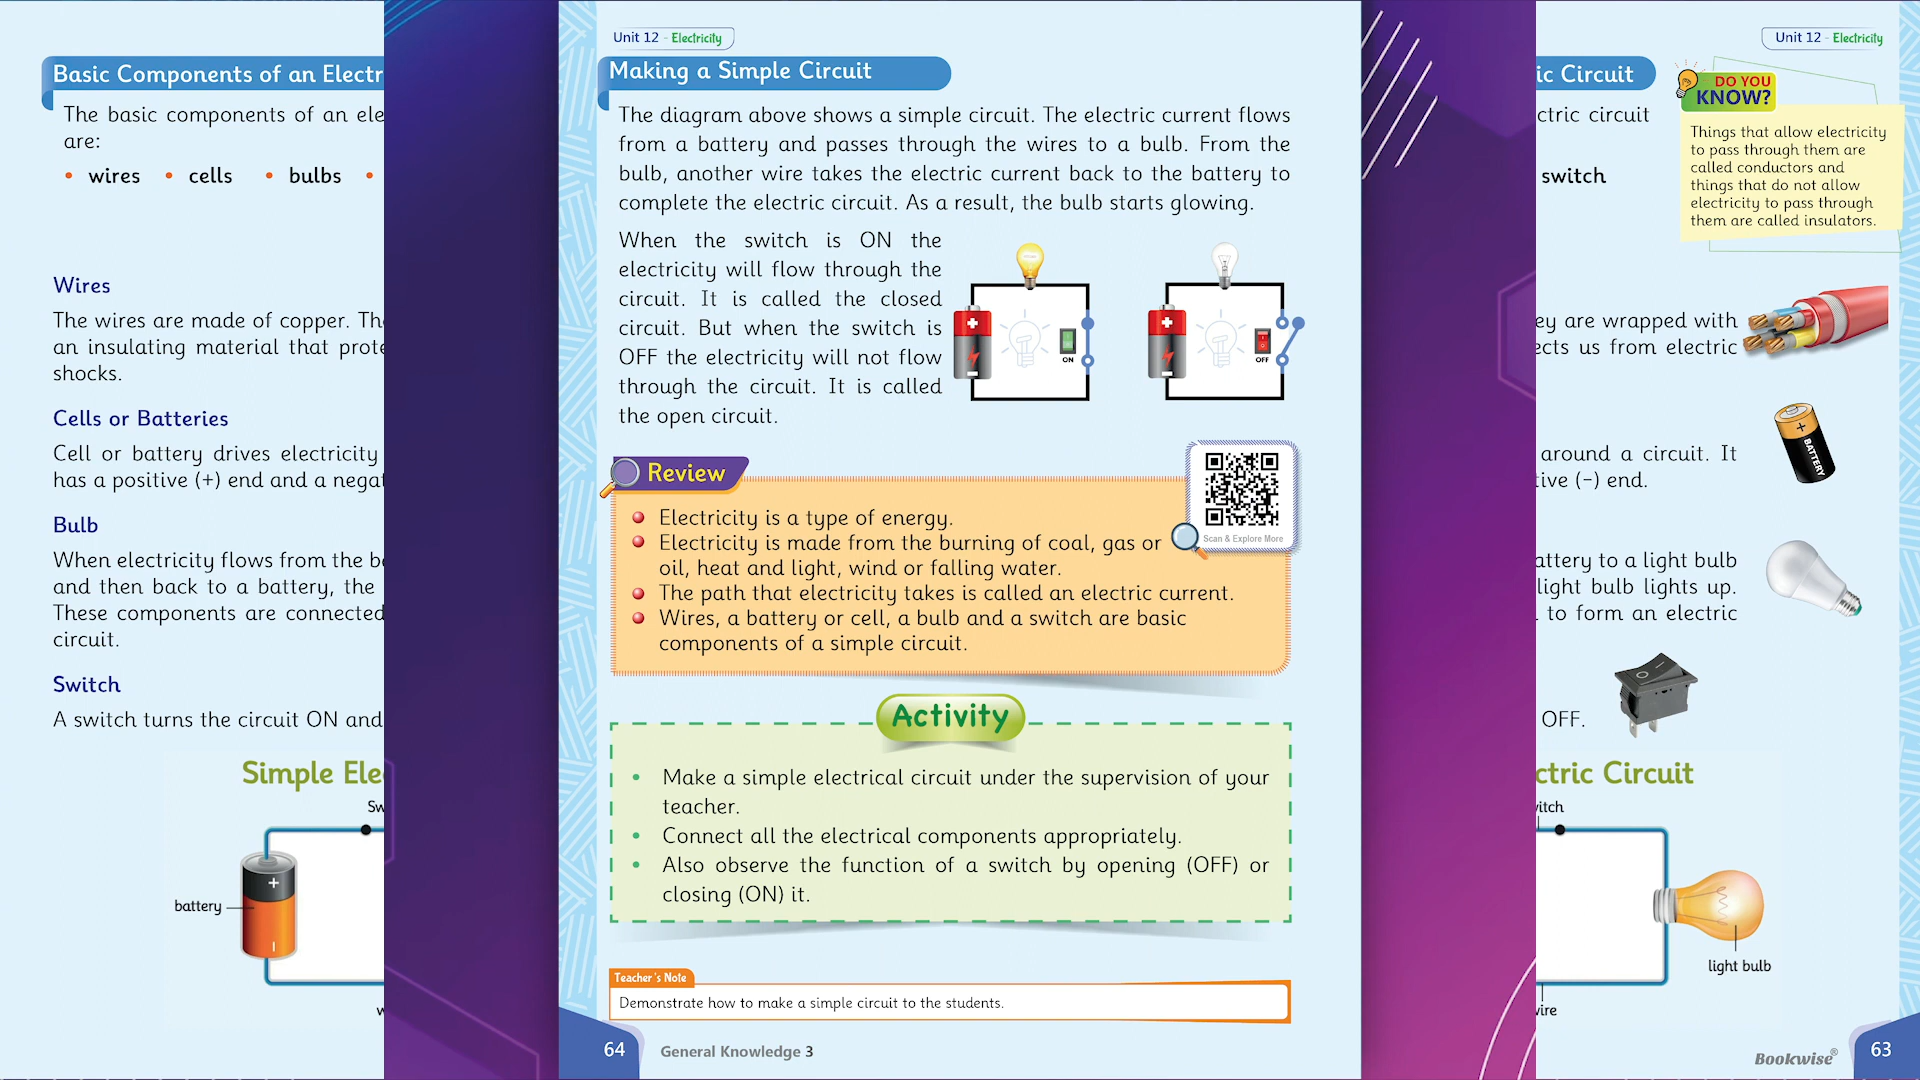 Basic Components of an Electr
The basic components of an ele
are:
• wires • cells • bulbs •
Wires
The wires are made of copper. Th
an insulating material that prote
shocks.
Cells or Batteries
Cell or battery drives electricity
has a positive (+) end and a negat
Bulb
When electricity flows from the b
and then back to a battery, the
These components are connected
circuit.
Switch
A switch turns the circuit ON and
Simple Ele
Sw
+
battery
w
Unit 12 - Electricity
Making a Simple Circuit
The diagram above shows a simple circuit. The electric current flows
from a battery and passes through the wires to a bulb. From the
bulb, another wire takes the electric current back to the battery to
complete the electric circuit. As a result, the bulb starts glowing.
When the switch is ON the
electricity will flow through the
circuit. It is called the closed
circuit. But when the switch is
OFF the electricity will not flow
through the circuit. It is called
the open circuit.
ON
OFF
Review
Scan & Explore More
Electricity is a type of energy.
Electricity is made from the burning of coal, gas or
oil, heat and light, wind or falling water.
The path that electricity takes is called an electric current.
Wires, a battery or cell, a bulb and a switch are basic
components of a simple circuit.
Activity
• Make a simple electrical circuit under the supervision of your
teacher.
• Connect all the electrical components appropriately.
• Also observe the function of a switch by opening (OFF) or
closing (ON) it.
Teacher's Note
Demonstrate how to make a simple circuit to the students.
64 General Knowledge 3
Unit 12 - Electricity
ic Circuit
DO YOU
KNOW?
ctric circuit
Things that allow electricity
to pass through them are
called conductors and
things that do not allow
electricity to pass through
them are called insulators.
switch
ey are wrapped with
ects us from electric
around a circuit. It
tive (−) end.
BATTERY
attery to a light bulb
light bulb lights up.
to form an electric
OFF.
ctric Circuit
itch
light bulb
ire
Bookwise® 63